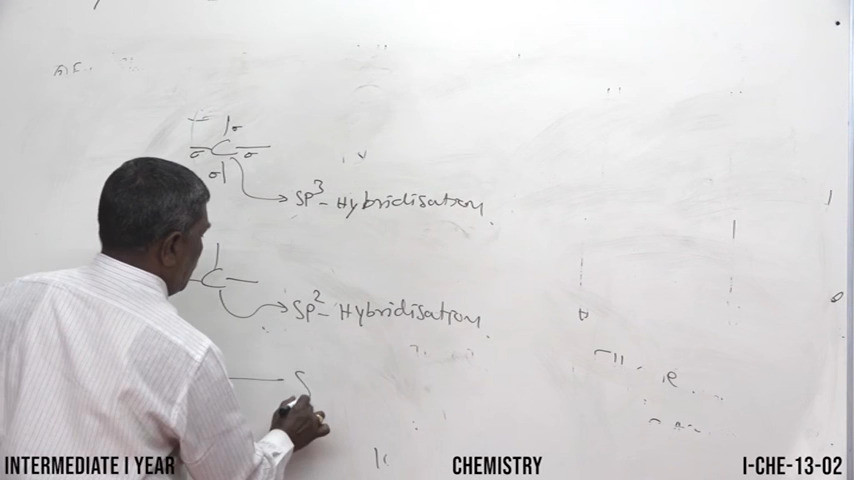 σ
σ C σ
σ
SP³- Hybridisation
C
SP²- Hybridisation
S
INTERMEDIATE I YEAR
CHEMISTRY
I-CHE-13-02